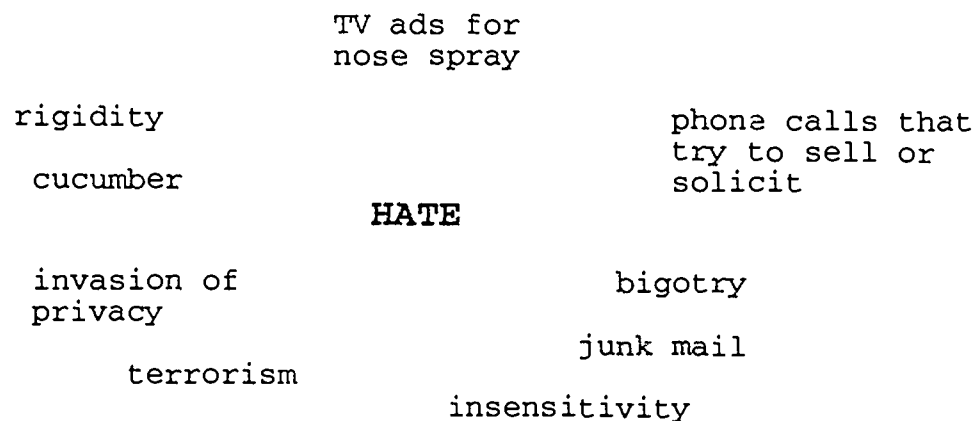 TV ads for
nose spray
rigidity
phone calls that
try to sell or
solicit
cucumber
HATE
invasion of
privacy
bigotry
junk mail
terrorism
insensitivity